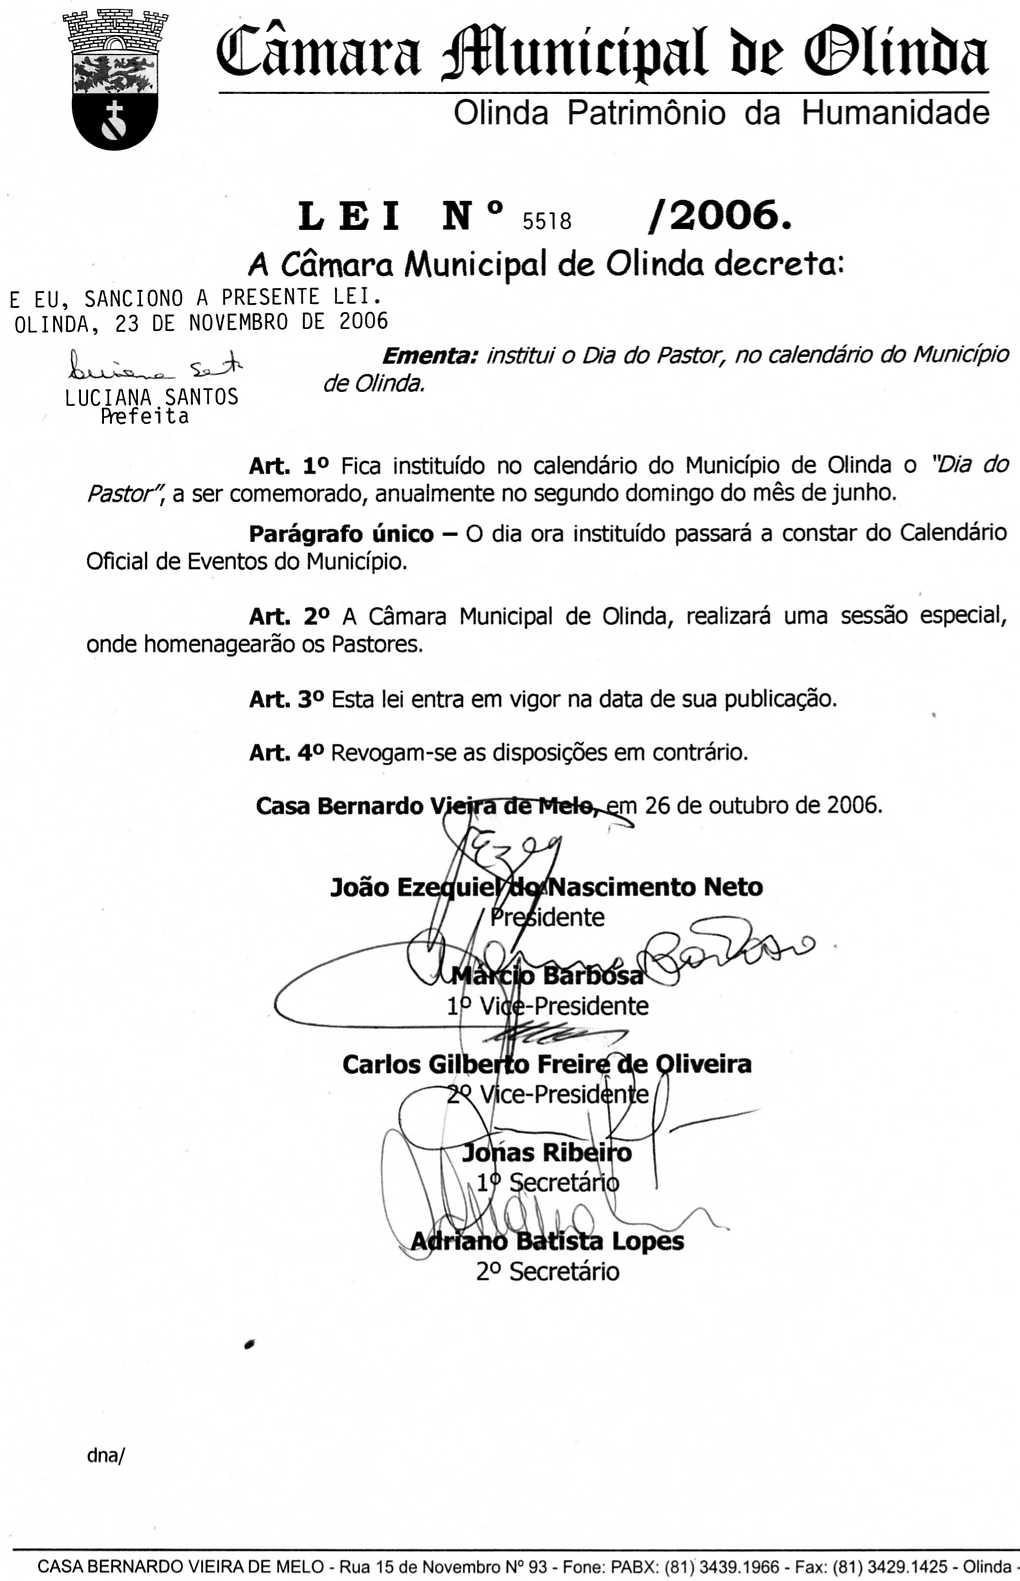 Câmara Municipal de Olinda
Olinda Patrimônio da Humanidade
LEI Nº 5518 /2006.
A Câmara Municipal de Olinda decreta:
E EU, SANCIONO A PRESENTE LEI.
OLINDA, 23 DE NOVEMBRO DE 2006
Luciana Santos
LUCIANA SANTOS
Prefeita
Ementa: institui o Dia do Pastor, no calendário do Município
de Olinda.
Art. 1º Fica instituído no calendário do Município de Olinda o "Dia do
Pastor", a ser comemorado, anualmente no segundo domingo do mês de junho.
Parágrafo único – O dia ora instituído passará a constar do Calendário
Oficial de Eventos do Município.
Art. 2º A Câmara Municipal de Olinda, realizará uma sessão especial,
onde homenagearão os Pastores.
Art. 3º Esta lei entra em vigor na data de sua publicação.
Art. 4º Revogam-se as disposições em contrário.
Casa Bernardo Vieira de Melo, em 26 de outubro de 2006.
João Ezequiel do Nascimento Neto
Presidente
Márcio Barbosa
1º Vice-Presidente
Carlos Gilberto Freire de Oliveira
2º Vice-Presidente
Jonas Ribeiro
1º Secretário
Adriano Batista Lopes
2º Secretário
dna/
CASA BERNARDO VIEIRA DE MELO - Rua 15 de Novembro Nº 93 - Fone: PABX: (81) 3439.1966 - Fax: (81) 3429.1425 - Olinda -